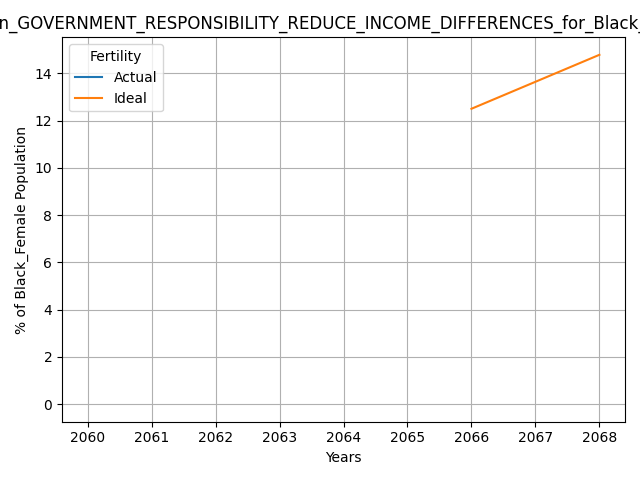 n_GOVERNMENT_RESPONSIBILITY_REDUCE_INCOME_DIFFERENCES_for_Black_
Fertility
Actual
Ideal
14
12
10
8
6
4
2
0
% of Black_Female Population
2060 2061 2062 2063 2064 2065 2066 2067 2068
Years